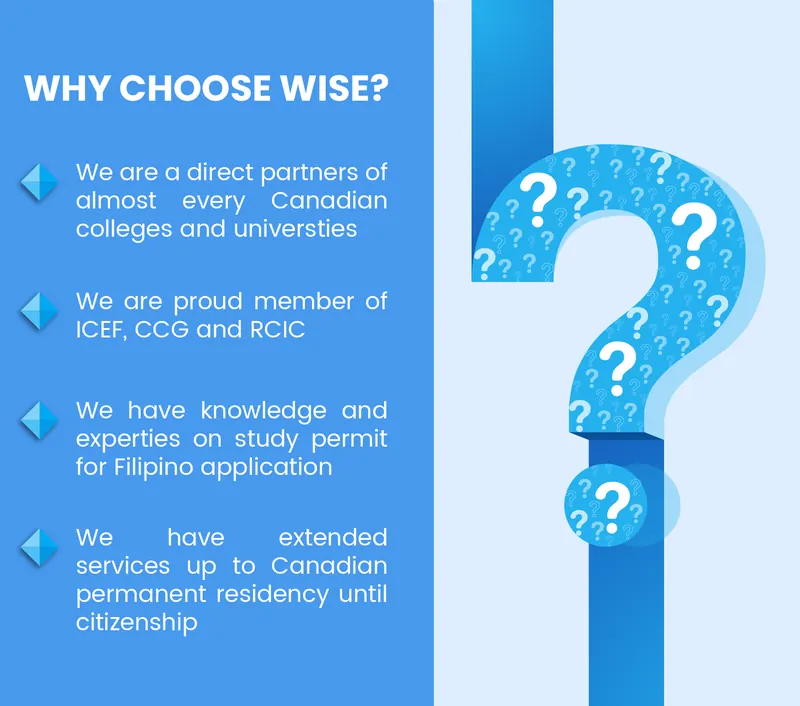 WHY CHOOSE WISE?
We are a direct partners of
almost every Canadian
colleges and universties
We are proud member of
ICEF, CCG and RCIC
We have knowledge and
experties on study permit
for Filipino application
We have extended
services up to Canadian
permanent residency until
citizenship